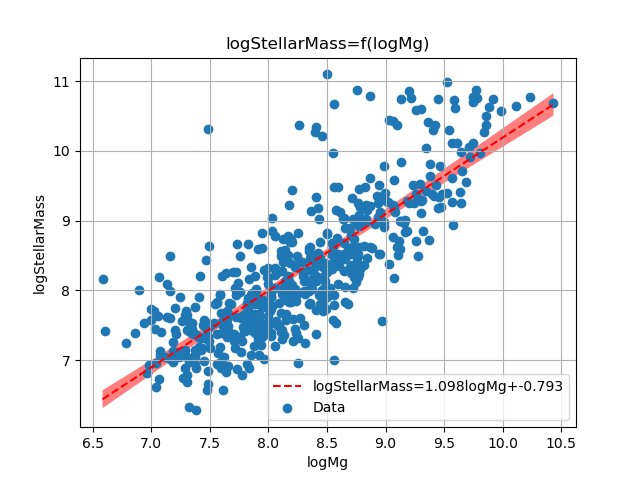 logStellarMass=f(logMg)
11
10
9
8
7
logStellarMass
logStellarMass=1.098logMg+-0.793
Data
6.5 7.0 7.5 8.0 8.5 9.0 9.5 10.0 10.5
logMg